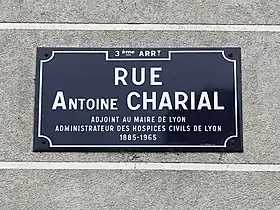 3ème ARRT
RUE
ANTOINE CHARIAL
ADJOINT AU MAIRE DE LYON
ADMINISTRATEUR DES HOSPICES CIVILS DE LYON
1885-1965